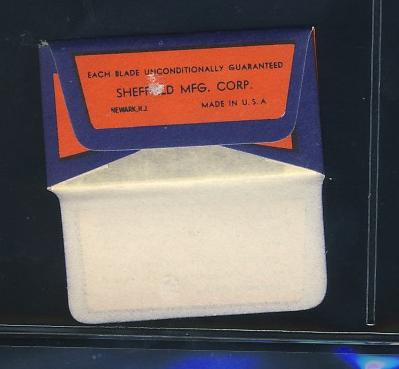 EACH BLADE UNCONDITIONALLY GUARANTEED
SHEFFIELD MFG. CORP.
NEWARK, N.J. MADE IN U.S.A